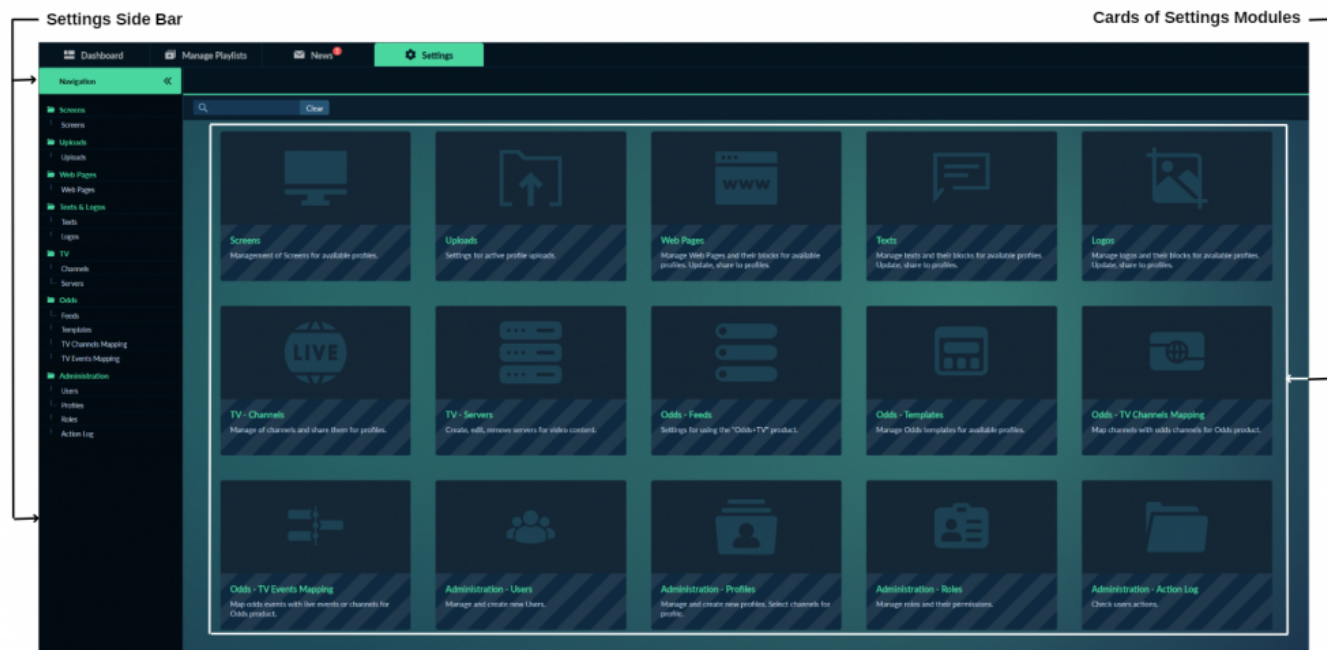 Settings Side Bar
Cards of Settings Modules
Dashboard
Manage Playlists
News
Settings
Navigation
Clear
Screens
Screens
Uploads
Uploads
Web Pages
Web Pages
Texts & Logos
Texts
Logos
TV
Channels
Servers
Odds
Feeds
Templates
TV Channels Mapping
TV Events Mapping
Administration
Users
Profiles
Roles
Action Log
Screens
Management of Screens for available profiles.
Uploads
Settings for active profile uploads.
www
Web Pages
Manage Web Pages and their blocks for available
profiles. Update, share to profiles.
Texts
Manage texts and their blocks for available profiles.
Update, share to profiles.
Logos
Manage logos and their blocks for available profiles.
Update, share to profiles.
LIVE
TV - Channels
Manage of channels and share them for profiles.
TV - Servers
Create, edit, remove servers for video content.
Odds - Feeds
Settings for using the "Odds+TV" product.
Odds - Templates
Manage Odds templates for available profiles.
Odds - TV Channels Mapping
Map channels with odds channels for Odds product.
Odds - TV Events Mapping
Map odds events with live events or channels for
Odds product.
Administration - Users
Manage and create new Users.
Administration - Profiles
Manage and create new profiles. Select channels for
profile.
Administration - Roles
Manage roles and their permissions.
Administration - Action Log
Check users actions.